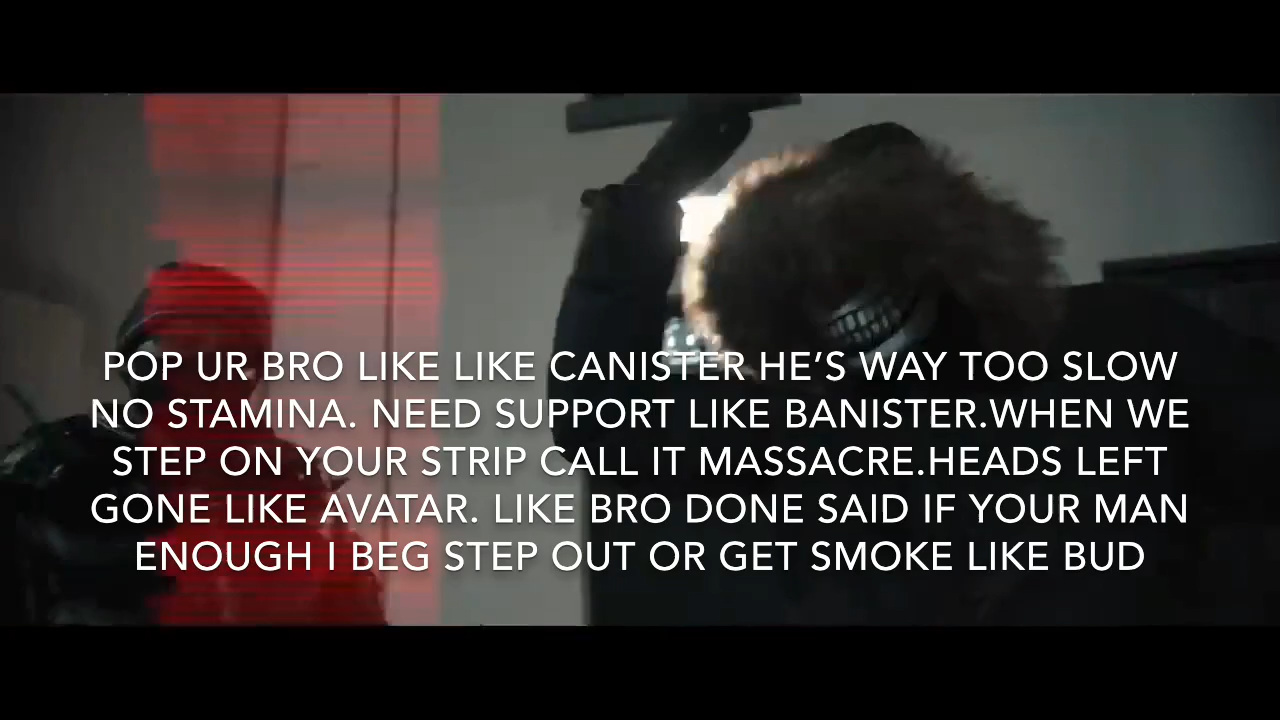 POP UR BRO LIKE LIKE CANISTER HE’S WAY TOO SLOW
NO STAMINA. NEED SUPPORT LIKE BANISTER.WHEN WE
STEP ON YOUR STRIP CALL IT MASSACRE.HEADS LEFT
GONE LIKE AVATAR. LIKE BRO DONE SAID IF YOUR MAN
ENOUGH I BEG STEP OUT OR GET SMOKE LIKE BUD